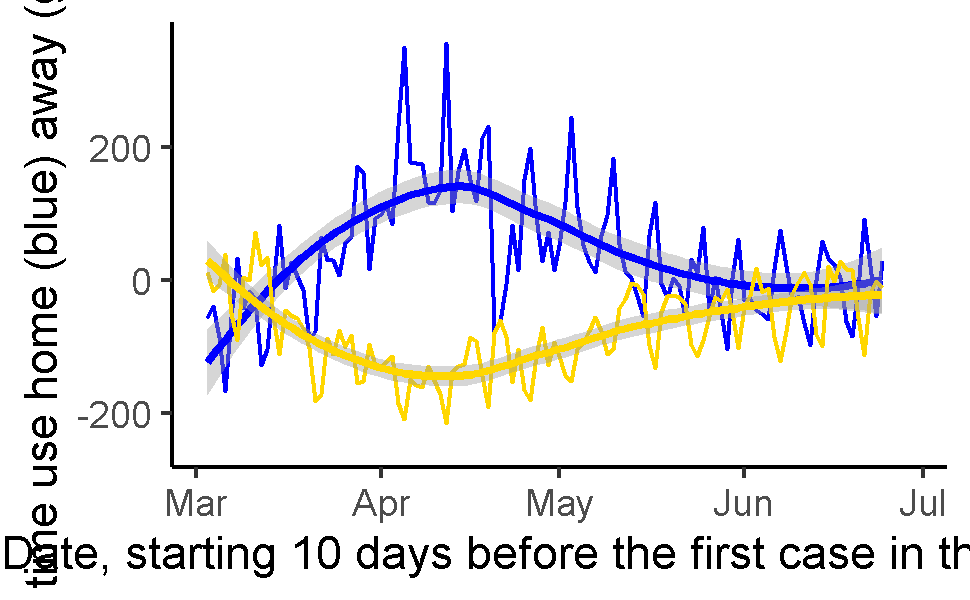 time use home (blue) away (
200
0
-200
Mar Apr May Jun Jul
Date, starting 10 days before the first case in th